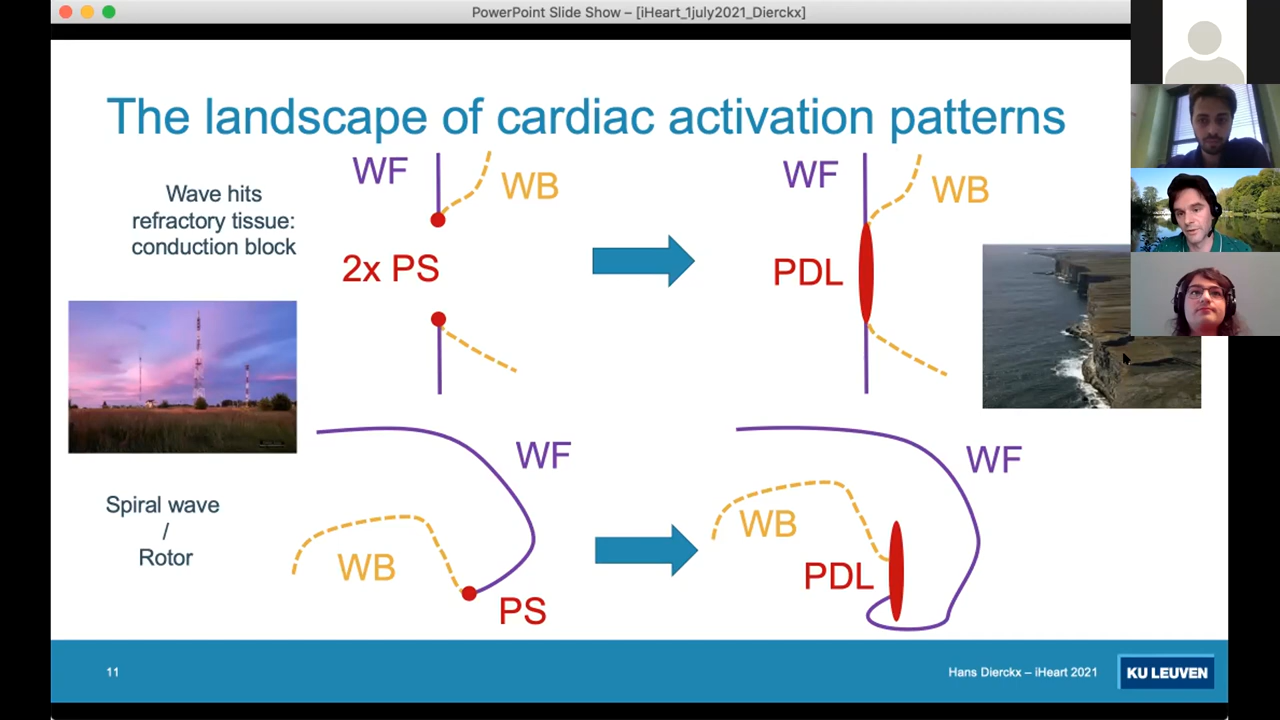 PowerPoint Slide Show – [iHeart_1july2021_Dierckx]
The landscape of cardiac activation patterns
Wave hits
refractory tissue:
conduction block
WF
WB
2x PS
WF
WB
PDL
Spiral wave
/
Rotor
WF
WB
PS
WF
WB
PDL
11
Hans Dierckx – iHeart 2021
KU LEUVEN